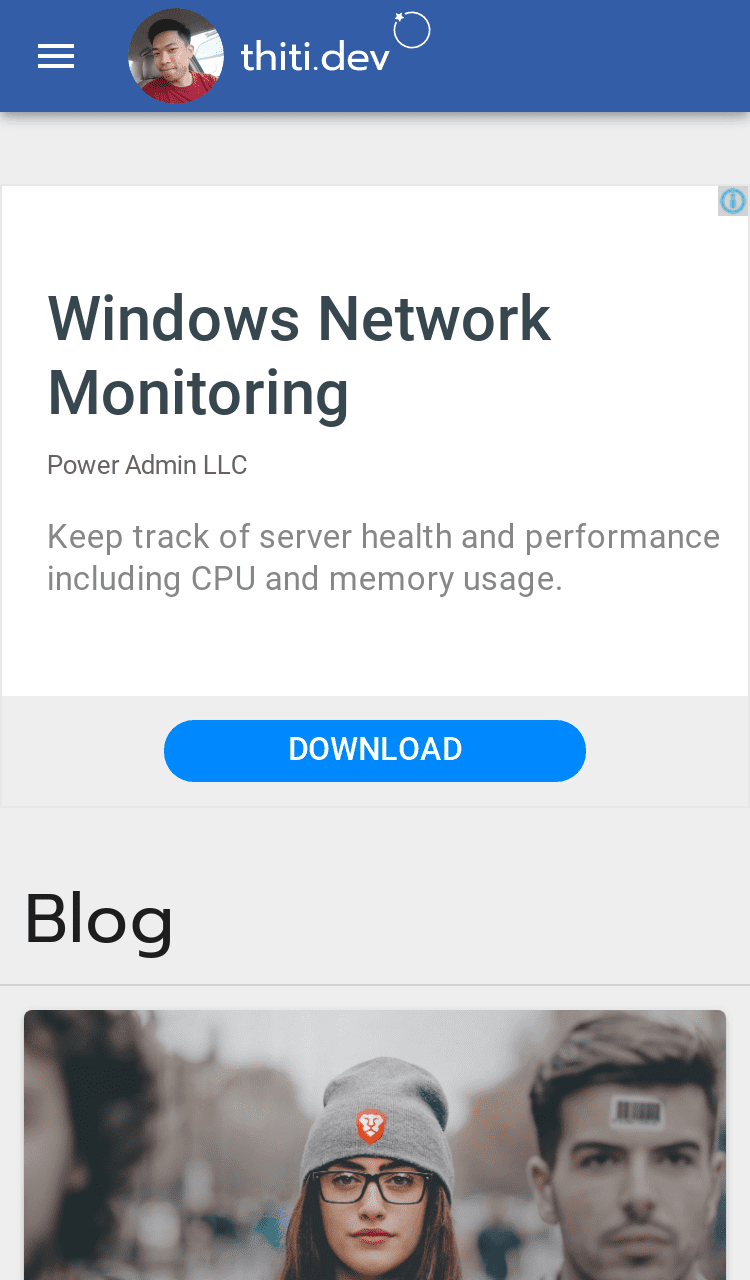 thiti.dev
Windows Network
Monitoring
Power Admin LLC
Keep track of server health and performance
including CPU and memory usage.
DOWNLOAD
Blog